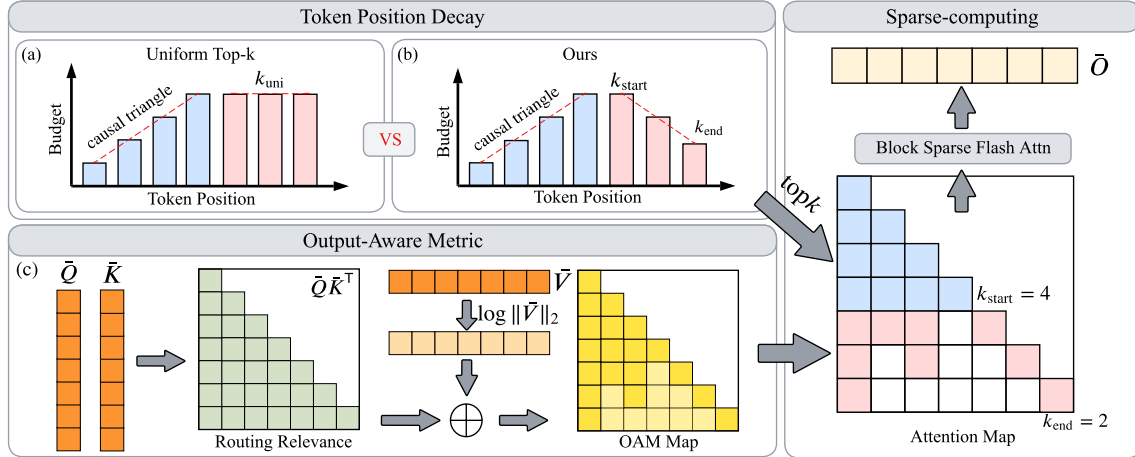 Token Position Decay
(a)
Uniform Top-k
Budget
causal triangle
k_uni
Token Position
VS
(b)
Ours
Budget
causal triangle
k_start
k_end
Token Position
Output-Aware Metric
(c)
Q̄
K̄
Q̄K̄^⊤
Routing Relevance
V̄
log ‖V̄‖₂
OAM Map
Sparse-computing
Ō
Block Sparse Flash Attn
topk
k_start = 4
k_end = 2
Attention Map